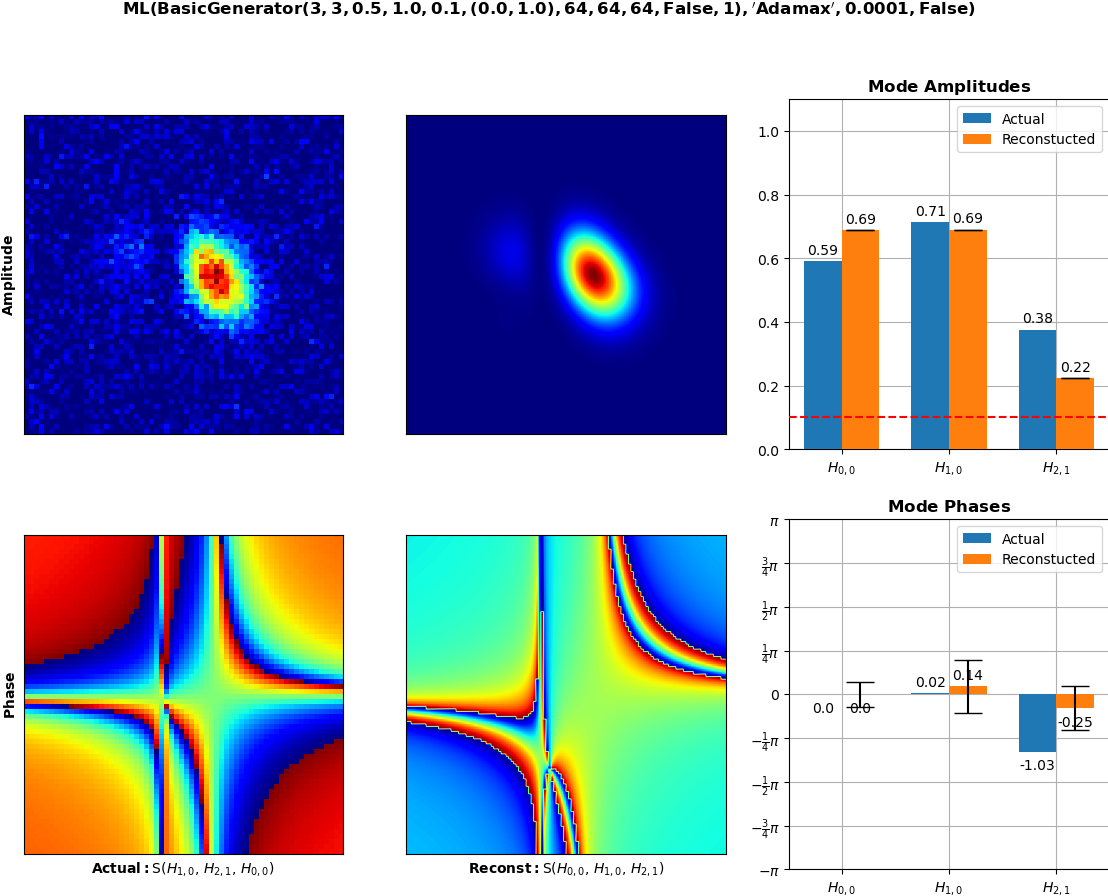 ML(BasicGenerator(3, 3, 0.5, 1.0, 0.1, (0.0, 1.0), 64, 64, 64, False, 1), ′Adamax′, 0.0001, False)
Mode Amplitudes
Actual
Reconstucted
1.0
0.8
0.6
0.4
0.2
0.0
0.59
0.69
0.71
0.69
0.38
0.22
H0,0
H1,0
H2,1
Amplitude
Mode Phases
Actual
Reconstucted
π
3/4π
1/2π
1/4π
0
−1/4π
−1/2π
−3/4π
−π
0.0
0.0
0.02
0.14
-1.03
-0.25
H0,0
H1,0
H2,1
Phase
Actual: S(H1,0, H2,1, H0,0)
Reconst: S(H0,0, H1,0, H2,1)